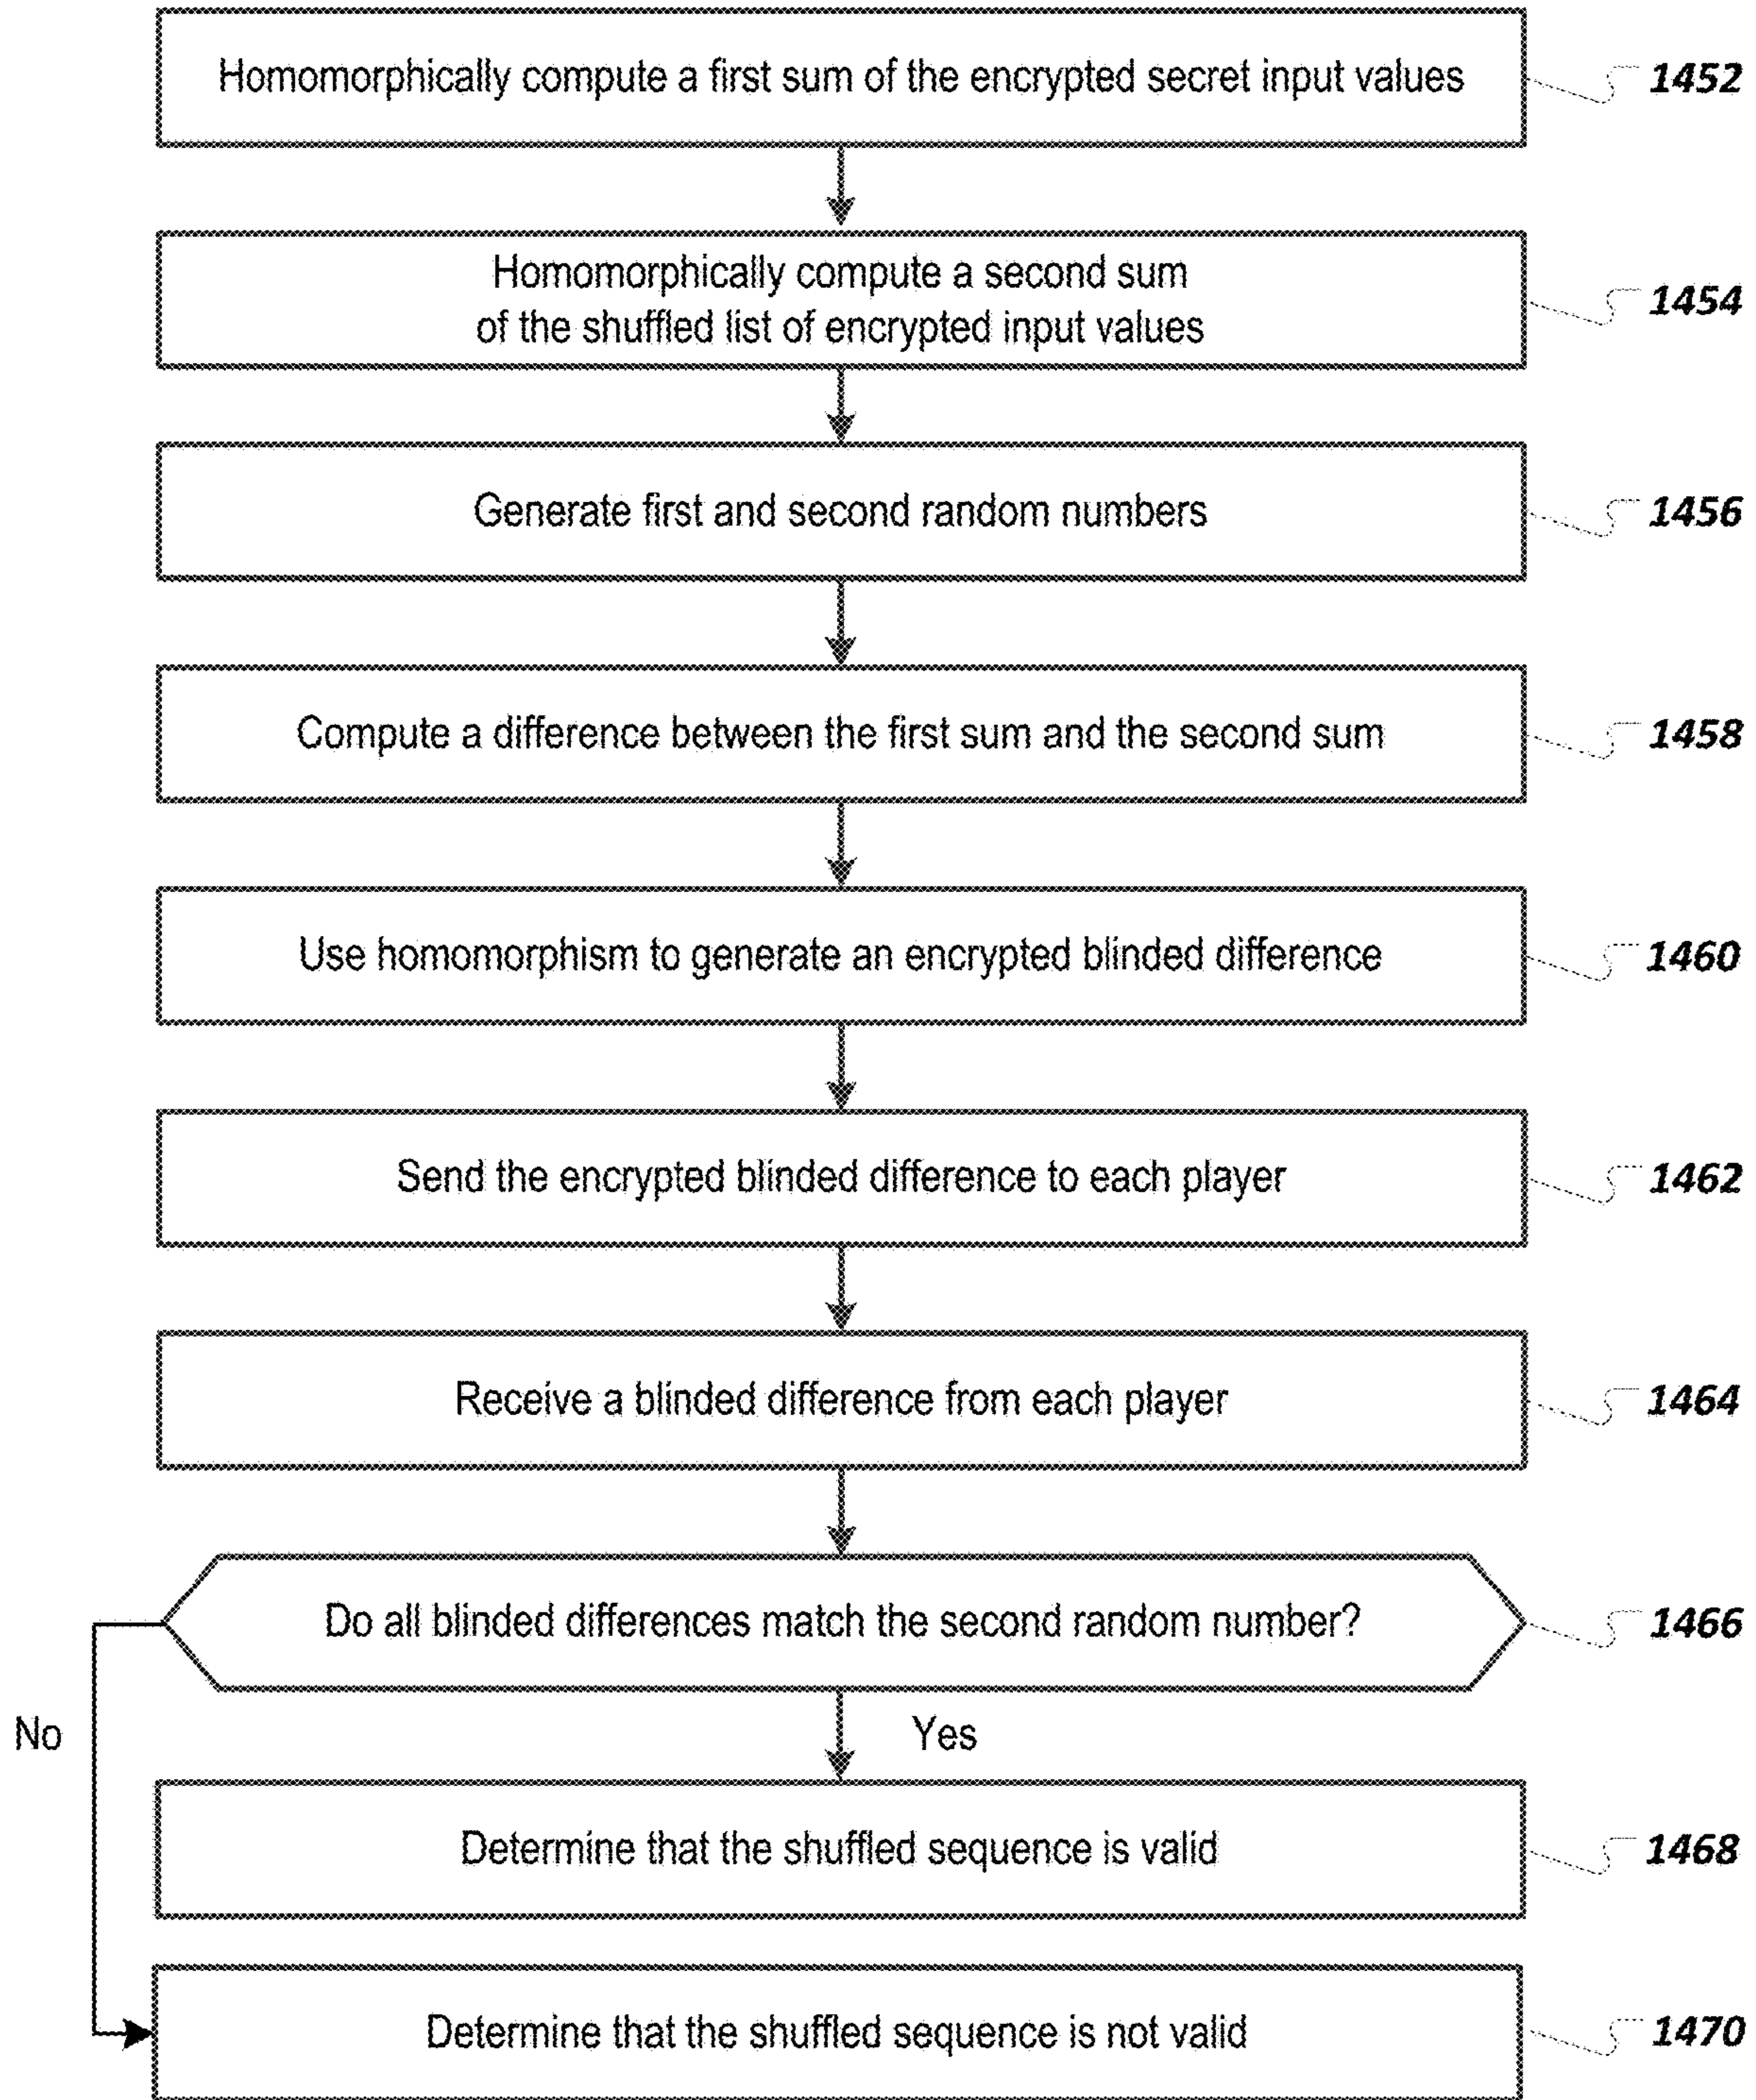 Homomorphically compute a first sum of the encrypted secret input values
1452
Homomorphically compute a second sum
of the shuffled list of encrypted input values
1454
Generate first and second random numbers
1456
Compute a difference between the first sum and the second sum
1458
Use homomorphism to generate an encrypted blinded difference
1460
Send the encrypted blinded difference to each player
1462
Receive a blinded difference from each player
1464
Do all blinded differences match the second random number?
1466
No
Yes
Determine that the shuffled sequence is valid
1468
Determine that the shuffled sequence is not valid
1470